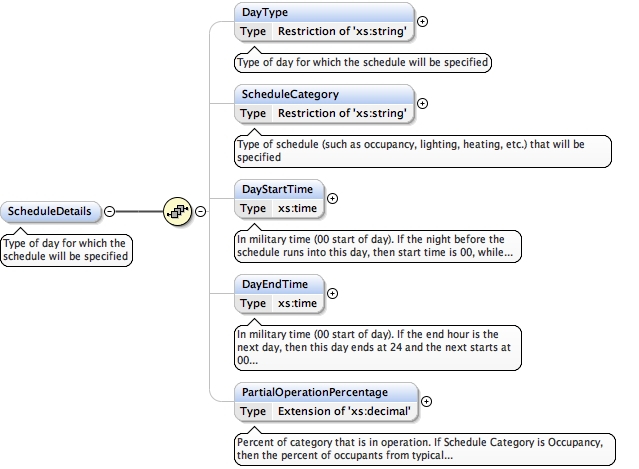 DayType
Type Restriction of 'xs:string'
Type of day for which the schedule will be specified
ScheduleCategory
Type Restriction of 'xs:string'
Type of schedule (such as occupancy, lighting, heating, etc.) that will be
specified
DayStartTime
Type xs:time
In military time (00 start of day). If the night before the
schedule runs into this day, then start time is 00, while...
ScheduleDetails
Type of day for which the
schedule will be specified
DayEndTime
Type xs:time
In military time (00 start of day). If the end hour is the
next day, then this day ends at 24 and the next starts at
00...
PartialOperationPercentage
Type Extension of 'xs:decimal'
Percent of category that is in operation. If Schedule Category is Occupancy,
then the percent of occupants from typical...